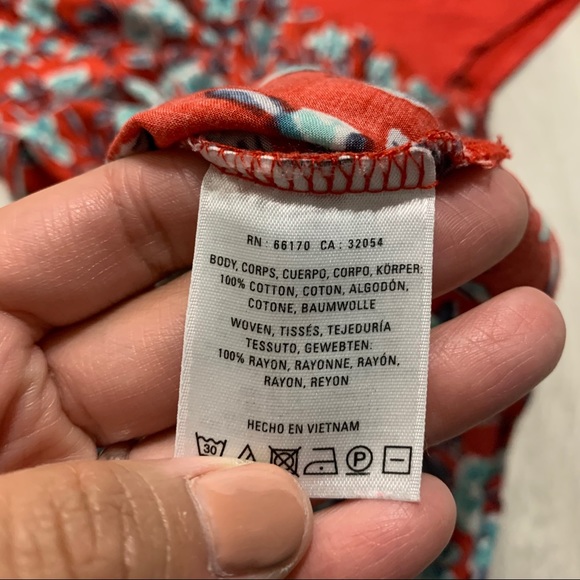 RN : 66170 CA : 32054
BODY, CORPS, CUERPO, CORPO, KÖRPER:
100% COTTON, COTON, ALGODÓN,
COTONE, BAUMWOLLE
WOVEN, TISSÉS, TEJEDURÍA
TESSUTO, GEWEBTEN:
100% RAYON, RAYONNE, RAYÓN,
RAYON, REYON
HECHO EN VIETNAM
30 P